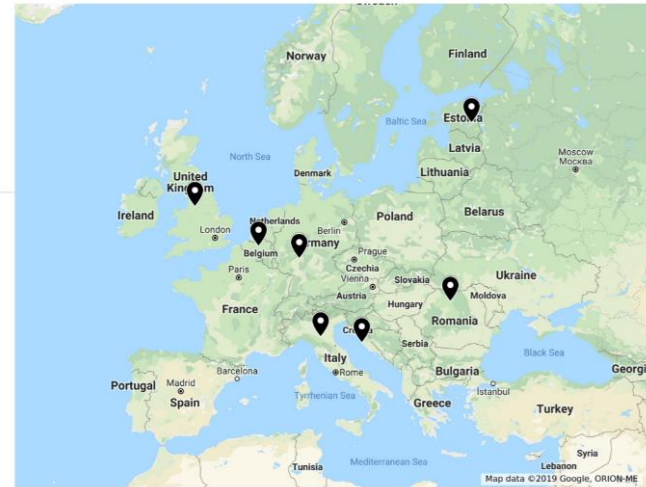 Sweden
Norway
Finland
Estonia
Baltic Sea
Latvia
Moscow
Москва
North Sea
Denmark
Lithuania
United
Kingdom
Ireland
Belarus
Netherlands
Berlin
Poland
London
Germany
Belgium
Prague
Czechia
Ukraine
Paris
Vienna
Slovakia
Austria
Moldova
Hungary
France
Romania
Croatia
Serbia
Italy
Black Sea
Barcelona
Rome
Bulgaria
Georgi
Portugal
Madrid
Spain
İstanbul
Tyrrhenian Sea
Greece
Turkey
Syria
Tunisia
Mediterranean Sea
Lebanon
Map data ©2019 Google, ORION-ME